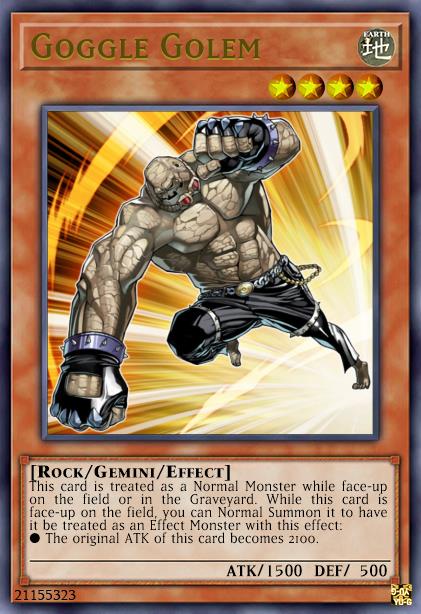 Goggle Golem
EARTH
地
[Rock/Gemini/Effect]
This card is treated as a Normal Monster while face-up
on the field or in the Graveyard. While this card is
face-up on the field, you can Normal Summon it to have
it be treated as an Effect Monster with this effect:
● The original ATK of this card becomes 2100.
ATK/1500 DEF/ 500
21155323